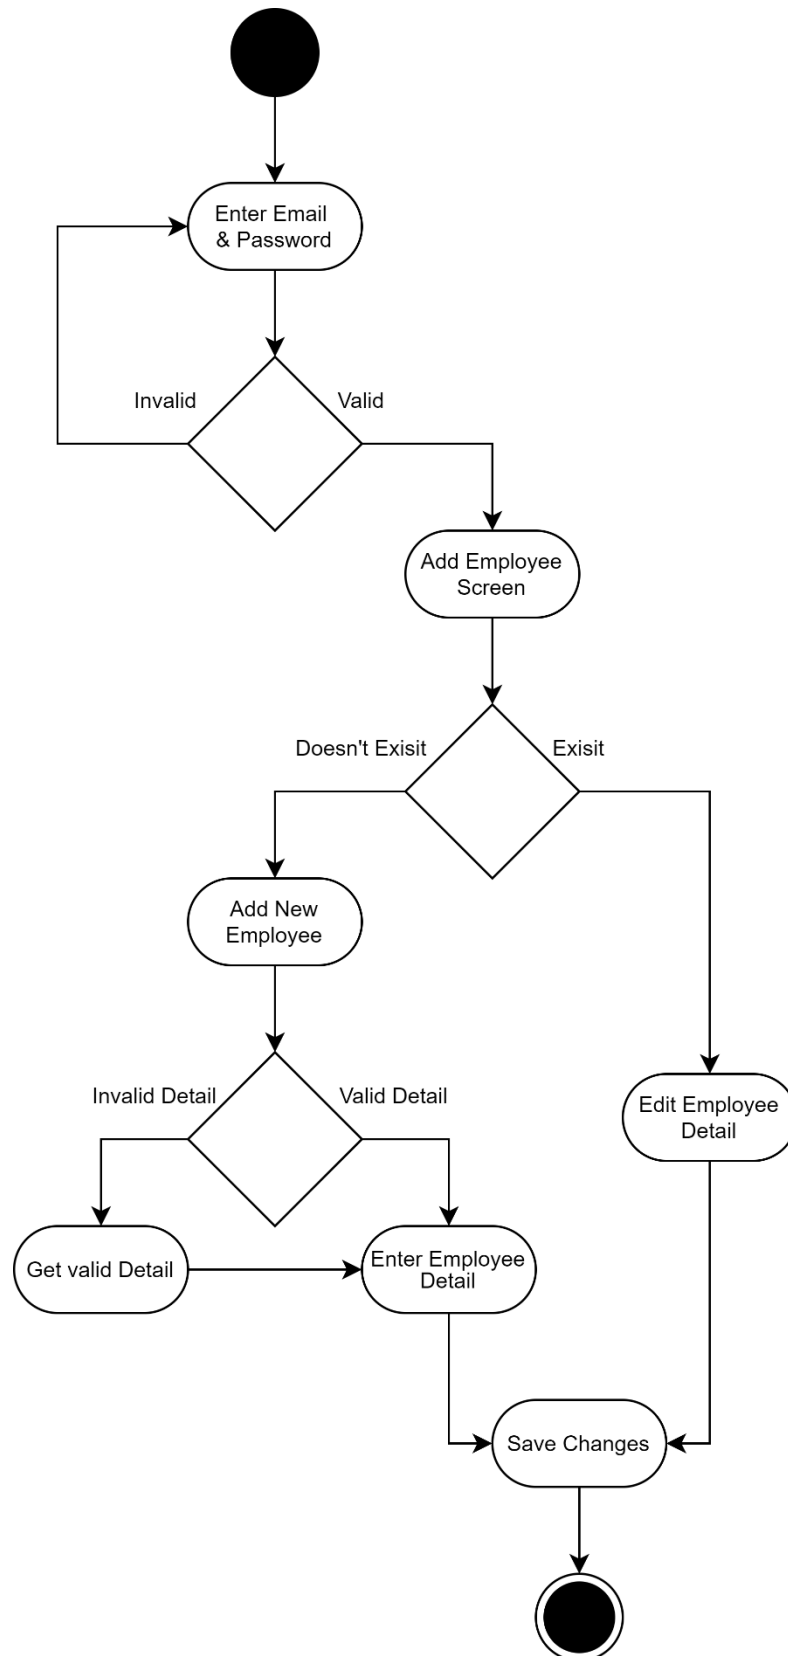 Enter Email
& Password
Invalid
Valid
Add Employee
Screen
Doesn't Exisit
Exisit
Add New
Employee
Invalid Detail
Valid Detail
Edit Employee
Detail
Get valid Detail
Enter Employee
Detail
Save Changes